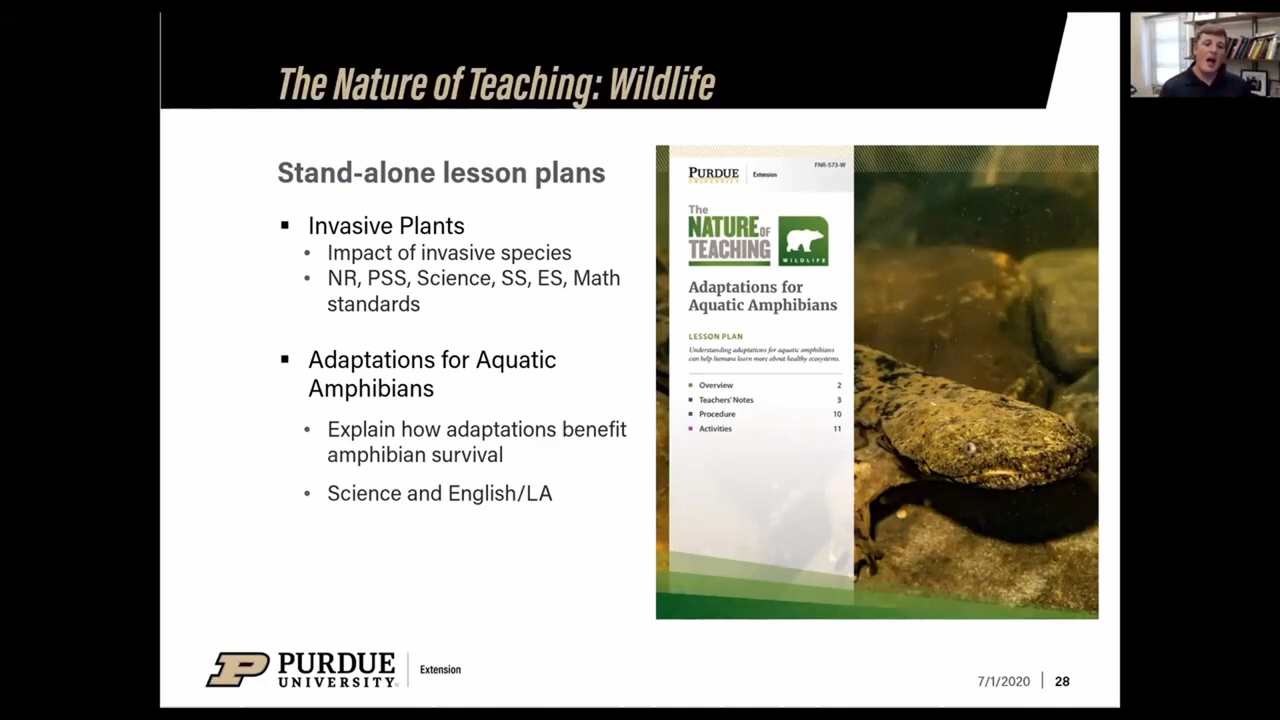 The Nature of Teaching: Wildlife
Stand-alone lesson plans
Invasive Plants
Impact of invasive species
NR, PSS, Science, SS, ES, Math
standards
Adaptations for Aquatic
Amphibians
Explain how adaptations benefit
amphibian survival
Science and English/LA
FNR-573-W
PURDUE
UNIVERSITY
Extension
The
NATURE OF
TEACHING
WILDLIFE
Adaptations for
Aquatic Amphibians
LESSON PLAN
Understanding adaptations for aquatic amphibians
can help humans learn more about healthy ecosystems.
Overview 2
Teachers' Notes 3
Procedure 10
Activities 11
P PURDUE
UNIVERSITY
Extension
7/1/2020 28